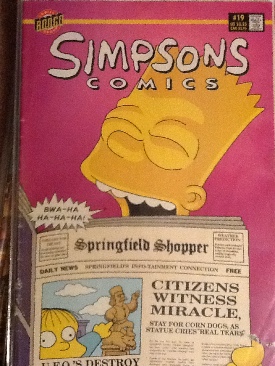 BONGO
#19
SIMPSONS
COMICS
BWA-HA
HA-HA-HA!
Springfield Shopper
DAILY NEWS SPRINGFIELD'S INFO-TAINMENT CONNECTION FREE
CITIZENS
WITNESS
MIRACLE,
STAY FOR CORN DOGS, AS
STATUE CRIES "REAL TEARS"
U.F.O.'S DESTROY